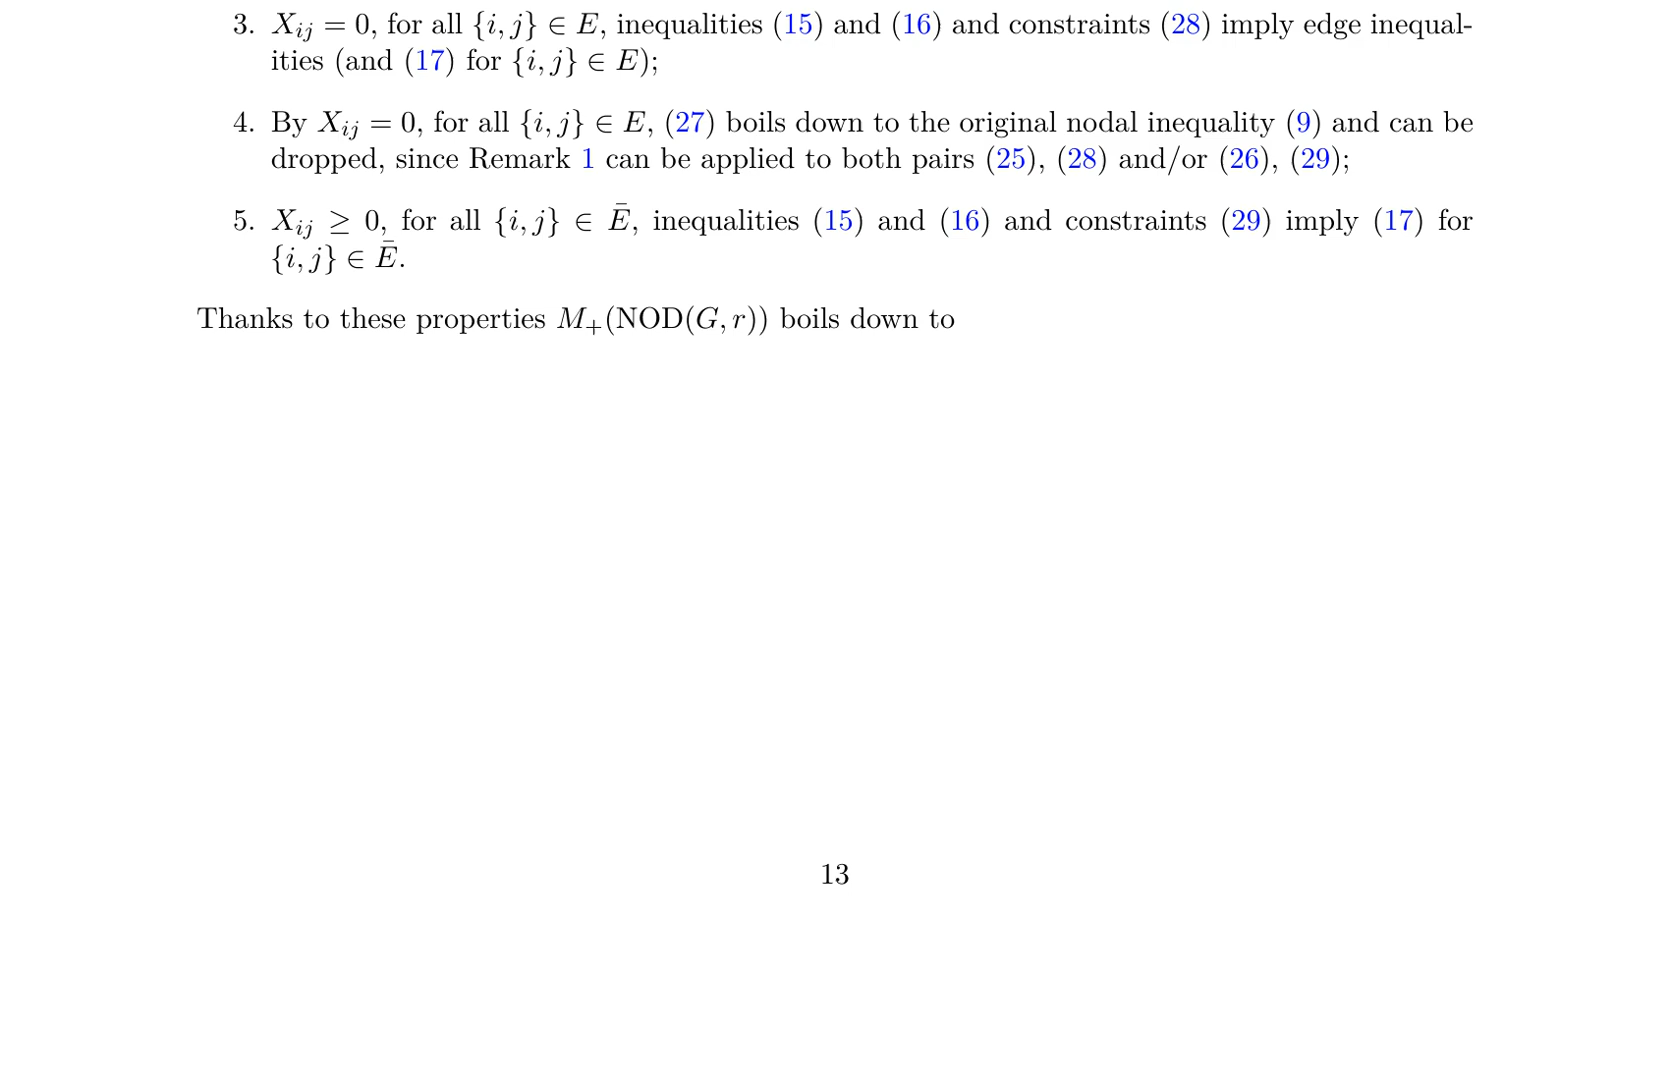 3. X_{ij} = 0, for all {i, j} ∈ E, inequalities (15) and (16) and constraints (28) imply edge inequal-
ities (and (17) for {i, j} ∈ E);
4. By X_{ij} = 0, for all {i, j} ∈ E, (27) boils down to the original nodal inequality (9) and can be
dropped, since Remark 1 can be applied to both pairs (25), (28) and/or (26), (29);
5. X_{ij} ≥ 0, for all {i, j} ∈ Ē, inequalities (15) and (16) and constraints (29) imply (17) for
{i, j} ∈ Ē.
Thanks to these properties M_+(NOD(G, r)) boils down to
13